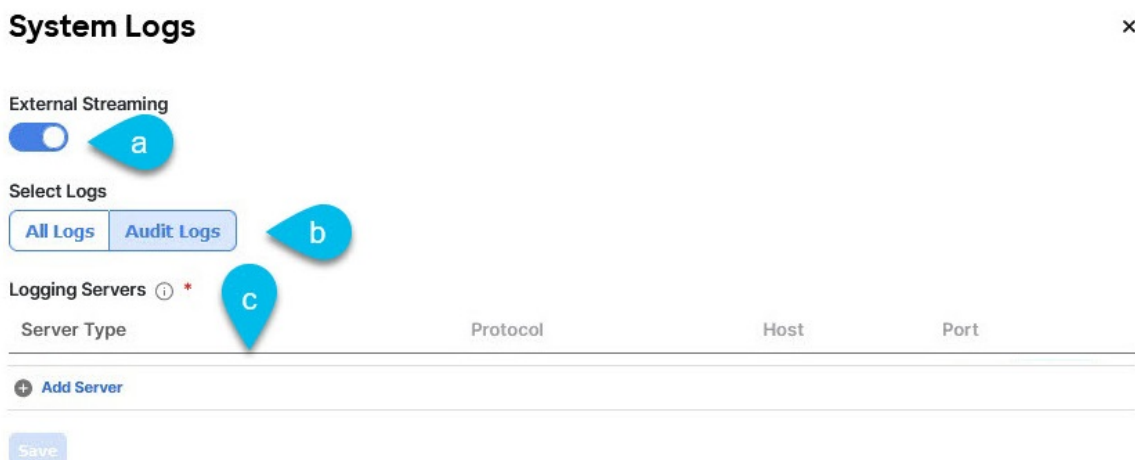 System Logs
External Streaming
a
Select Logs
All Logs Audit Logs
b
Logging Servers *
c
Server Type Protocol Host Port
Add Server
Save